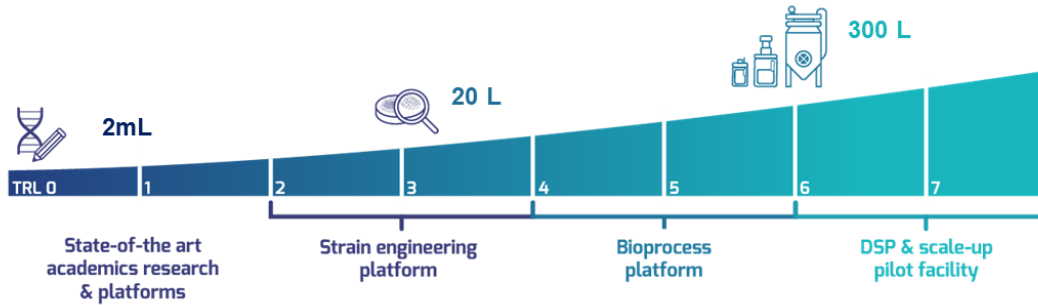 300 L
20 L
2mL
TRL 0
1
2
3
4
5
6
7
State-of-the art
academics research
& platforms
Strain engineering
platform
Bioprocess
platform
DSP & scale-up
pilot facility